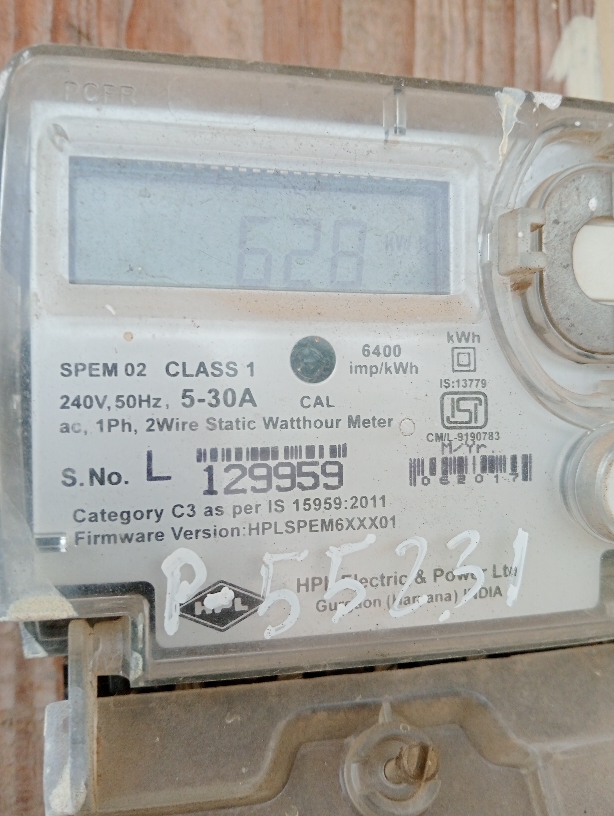 628 kWh
kWh
6400
imp/kWh
SPEM 02 CLASS 1
IS:13779
240V, 50Hz, 5-30A
CAL
ISI
ac, 1Ph, 2Wire Static Watthour Meter
CM/L-9190783
M/Yr.
S.No. L 129959
062017
Category C3 as per IS 15959:2011
Firmware Version:HPLSPEM6XXX01
HPL Electric & Power Ltd
HPL
Gurgaon (Haryana) INDIA
P-55231